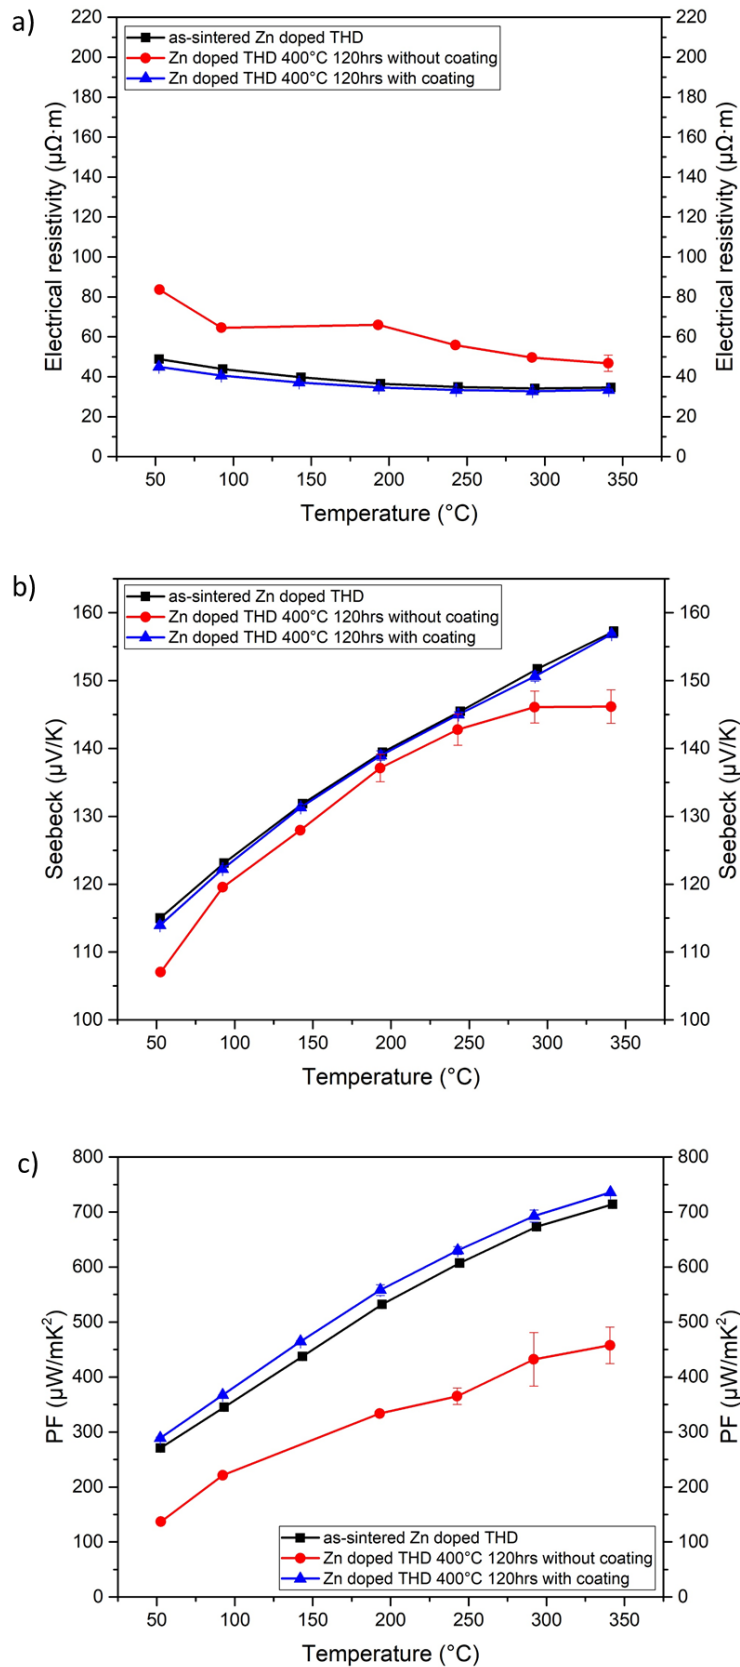 a)
220
200
180
160
140
120
100
80
60
40
20
0
Electrical resistivity (μΩ·m)
as-sintered Zn doped THD
Zn doped THD 400°C 120hrs without coating
Zn doped THD 400°C 120hrs with coating
220
200
180
160
140
120
100
80
60
40
20
0
Electrical resistivity (μΩ·m)
50 100 150 200 250 300 350
Temperature (°C)
b)
160
150
140
130
120
110
100
Seebeck (μV/K)
as-sintered Zn doped THD
Zn doped THD 400°C 120hrs without coating
Zn doped THD 400°C 120hrs with coating
160
150
140
130
120
110
100
Seebeck (μV/K)
50 100 150 200 250 300 350
Temperature (°C)
c)
800
700
600
500
400
300
200
100
0
PF (μW/mK²)
as-sintered Zn doped THD
Zn doped THD 400°C 120hrs without coating
Zn doped THD 400°C 120hrs with coating
800
700
600
500
400
300
200
100
0
PF (μW/mK²)
50 100 150 200 250 300 350
Temperature (°C)